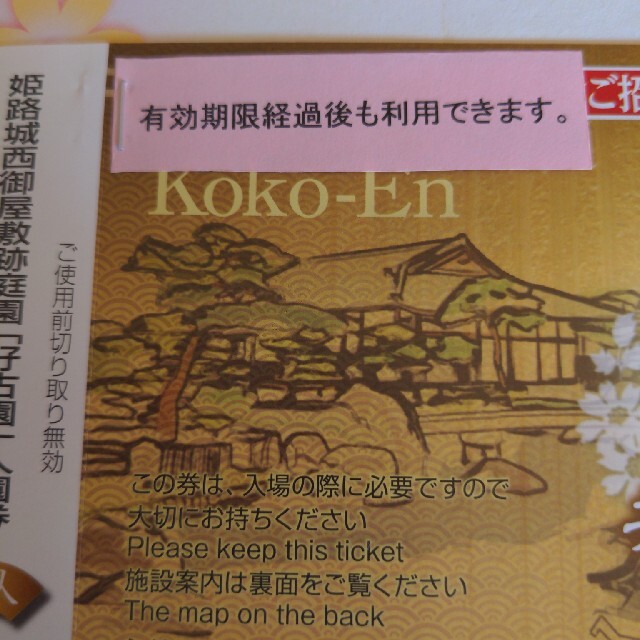 姫路城西御屋敷跡庭園「好古園」入園券
ご使用前切り取り無効
有効期限経過後も利用できます。
ご招
Koko-En
この券は、入場の際に必要ですので
大切にお持ちください
Please keep this ticket
施設案内は裏面をご覧ください
The map on the back